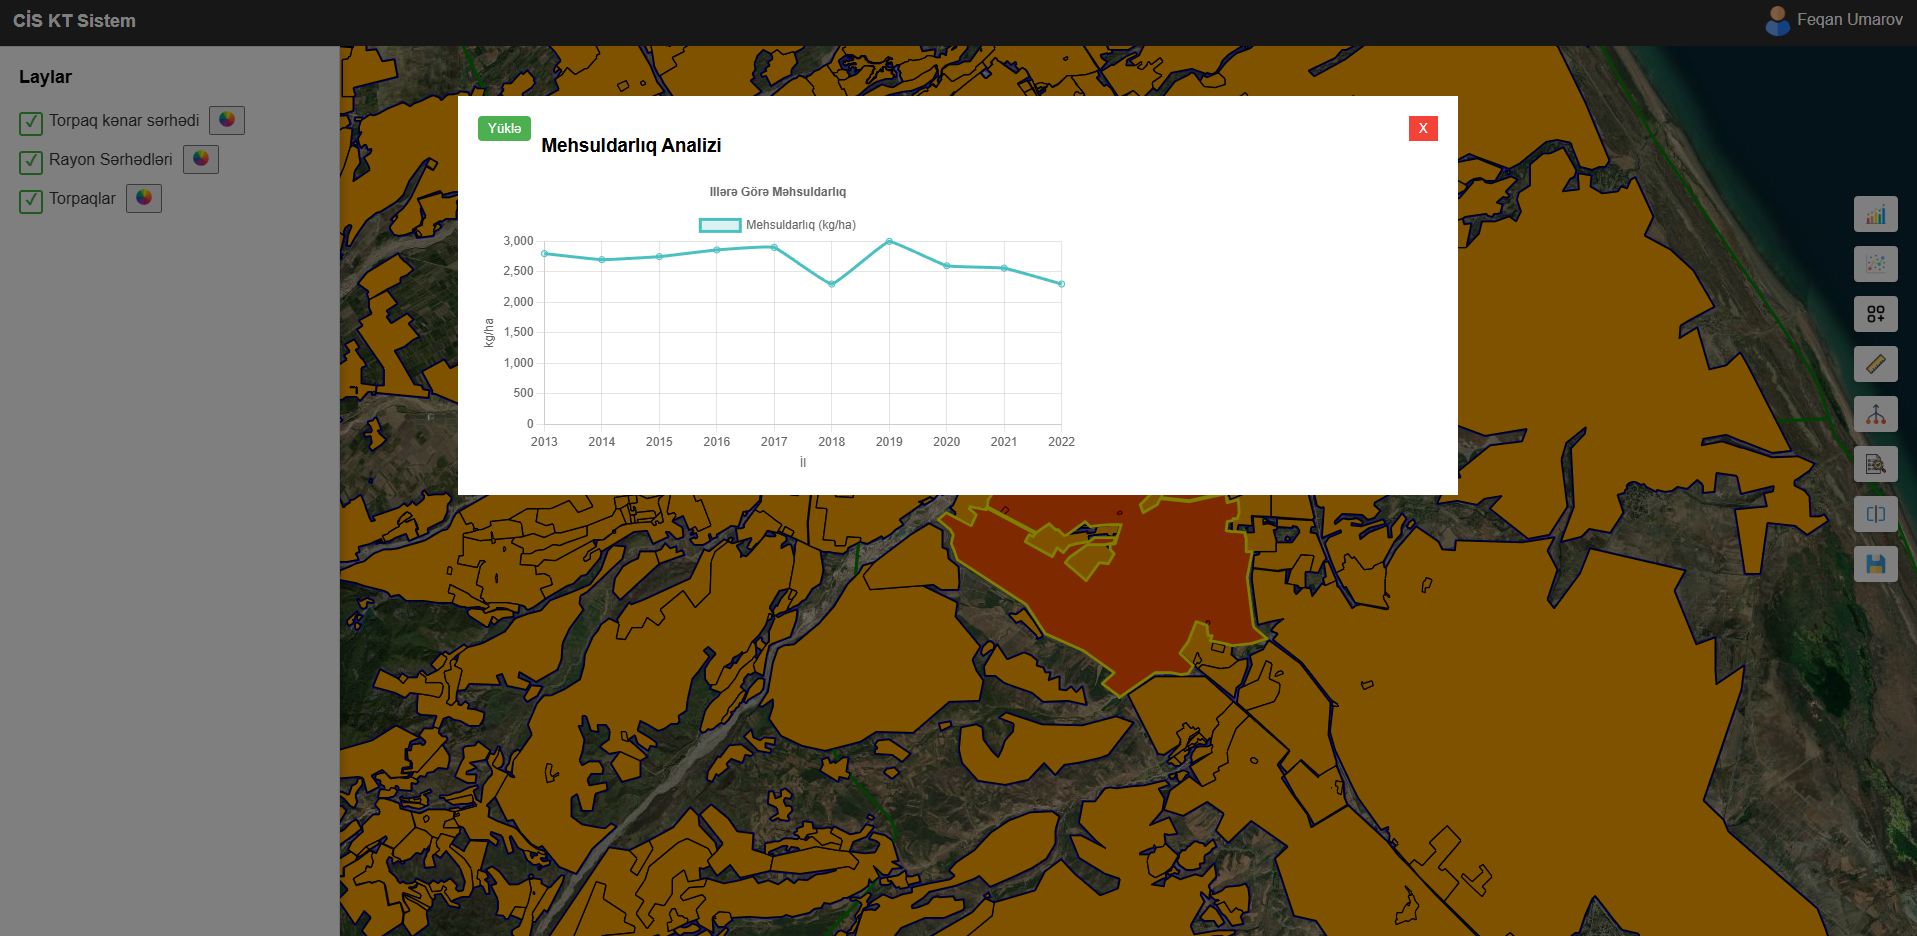 CİS KT Sistem
Feqan Umarov
Laylar
Torpaq kənar sərhədi
Rayon Sərhədləri
Torpaqlar
Yüklə
X
Mehsuldarlıq Analizi
Illərə Görə Məhsuldarlıq
Mehsuldarlıq (kg/ha)
3,000
2,500
2,000
1,500
1,000
500
0
kg/ha
2013 2014 2015 2016 2017 2018 2019 2020 2021 2022
İl